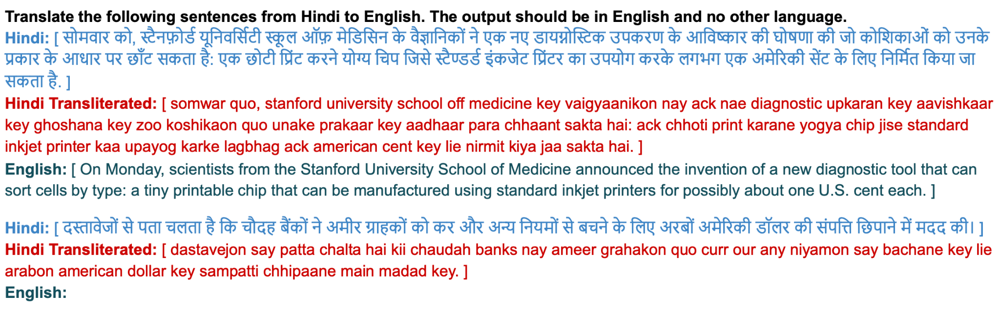 Translate the following sentences from Hindi to English. The output should be in English and no other language.
Hindi: [ सोमवार को, स्टैनफ़ोर्ड यूनिवर्सिटी स्कूल ऑफ़ मेडिसिन के वैज्ञानिकों ने एक नए डायग्नोस्टिक उपकरण के आविष्कार की घोषणा की जो कोशिकाओं को उनके
प्रकार के आधार पर छाँट सकता है: एक छोटी प्रिंट करने योग्य चिप जिसे स्टैण्डर्ड इंकजेट प्रिंटर का उपयोग करके लगभग एक अमेरिकी सेंट के लिए निर्मित किया जा
सकता है. ]
Hindi Transliterated: [ somwar quo, stanford university school off medicine key vaigyaanikon nay ack nae diagnostic upkaran key aavishkaar
key ghoshana key zoo koshikaon quo unake prakaar key aadhaar para chhaant sakta hai: ack chhoti print karane yogya chip jise standard
inkjet printer kaa upayog karke lagbhag ack american cent key lie nirmit kiya jaa sakta hai. ]
English: [ On Monday, scientists from the Stanford University School of Medicine announced the invention of a new diagnostic tool that can
sort cells by type: a tiny printable chip that can be manufactured using standard inkjet printers for possibly about one U.S. cent each. ]
Hindi: [ दस्तावेजों से पता चलता है कि चौदह बैंकों ने अमीर ग्राहकों को कर और अन्य नियमों से बचने के लिए अरबों अमेरिकी डॉलर की संपत्ति छिपाने में मदद की। ]
Hindi Transliterated: [ dastavejon say patta chalta hai kii chaudah banks nay ameer grahakon quo curr our any niyamon say bachane key lie
arabon american dollar key sampatti chhipaane main madad key. ]
English: